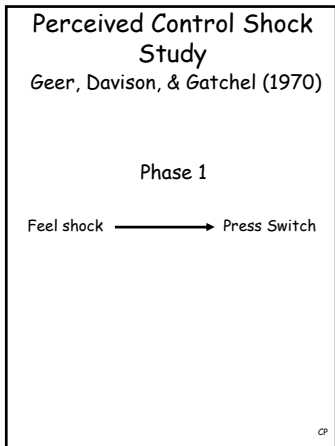 Perceived Control Shock
Study
Geer, Davison, & Gatchel (1970)
Phase 1
Feel shock Press Switch
CP